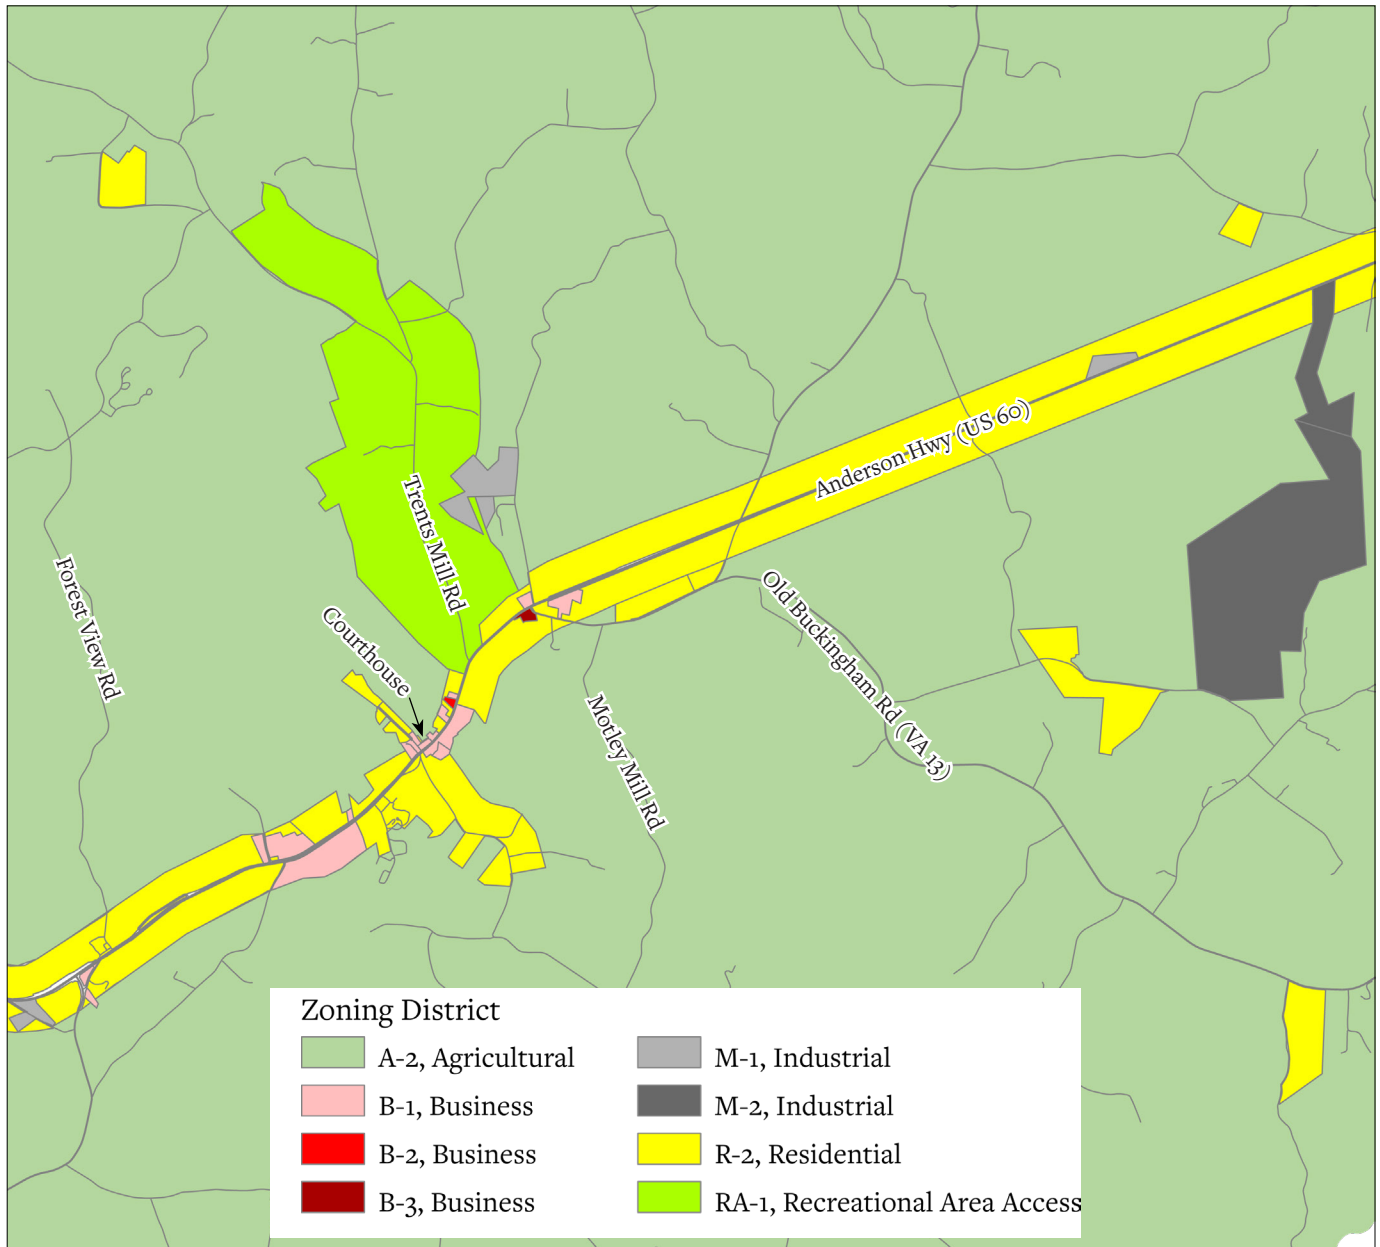 Anderson Hwy (US 60)
Trents Mill Rd
Forest View Rd
Courthouse
Old Buckingham Rd (VA 13)
Motley Mill Rd
Zoning District
A-2, Agricultural
B-1, Business
B-2, Business
B-3, Business
M-1, Industrial
M-2, Industrial
R-2, Residential
RA-1, Recreational Area Access